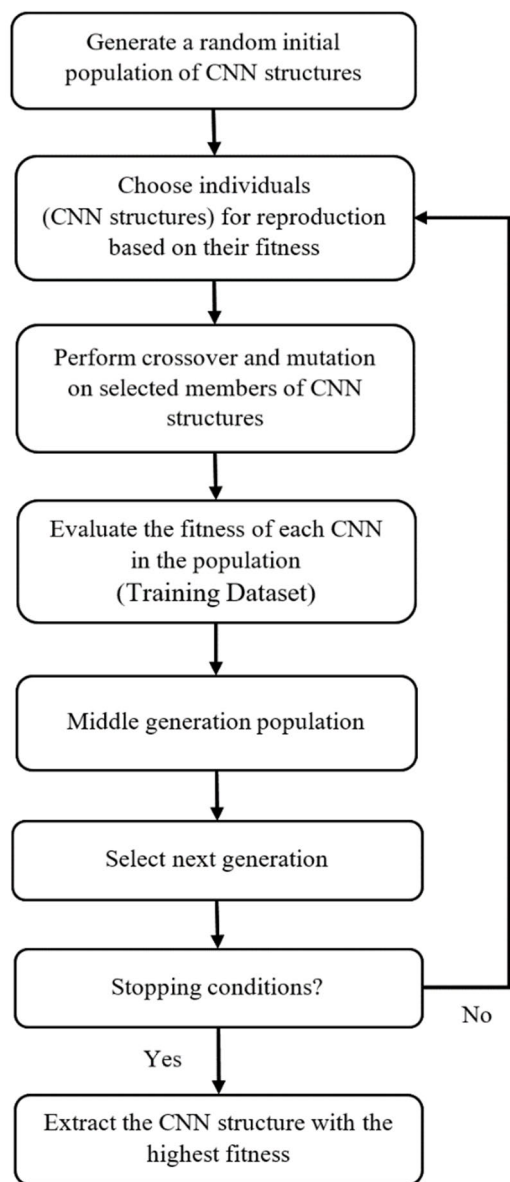 Generate a random initial
population of CNN structures
Choose individuals
(CNN structures) for reproduction
based on their fitness
Perform crossover and mutation
on selected members of CNN
structures
Evaluate the fitness of each CNN
in the population
(Training Dataset)
Middle generation population
Select next generation
Stopping conditions?
No
Yes
Extract the CNN structure with the
highest fitness